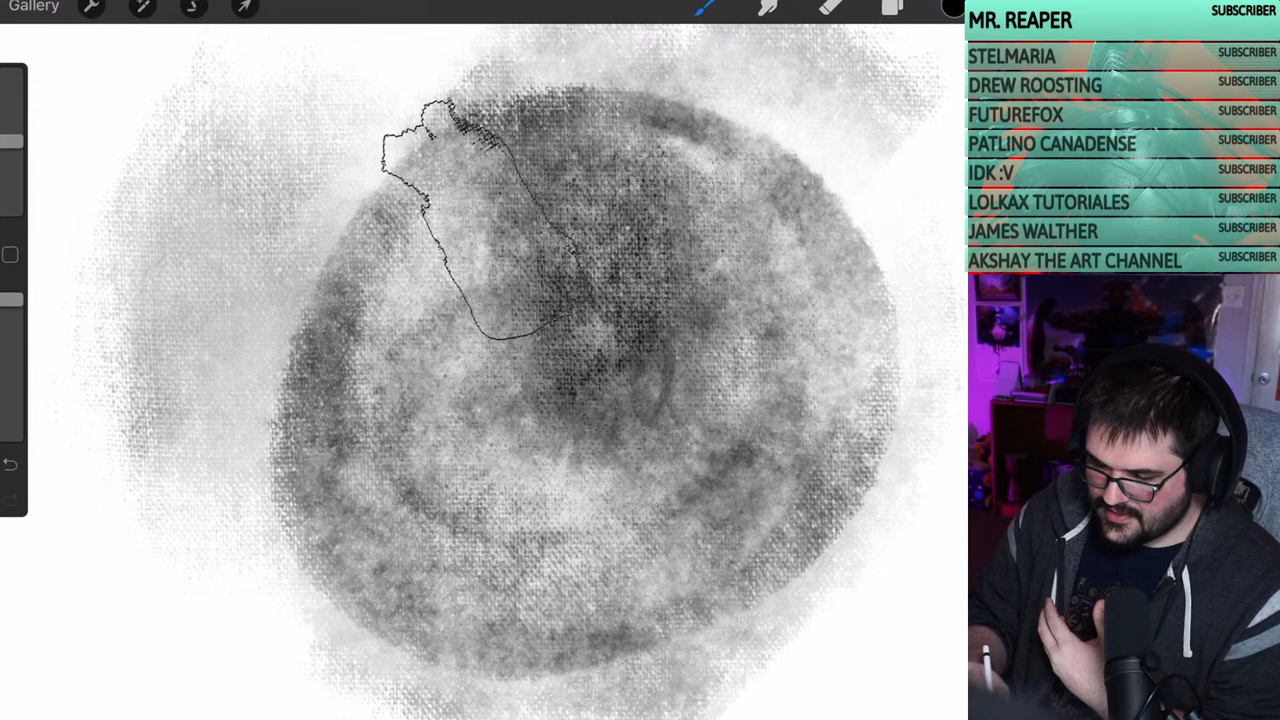 Gallery
MR. REAPER SUBSCRIBER
STELMARIA SUBSCRIBER
DREW ROOSTING SUBSCRIBER
FUTUREFOX SUBSCRIBER
PATLINO CANADENSE SUBSCRIBER
IDK :V SUBSCRIBER
LOLKAX TUTORIALES SUBSCRIBER
JAMES WALTHER SUBSCRIBER
AKSHAY THE ART CHANNEL SUBSCRIBER